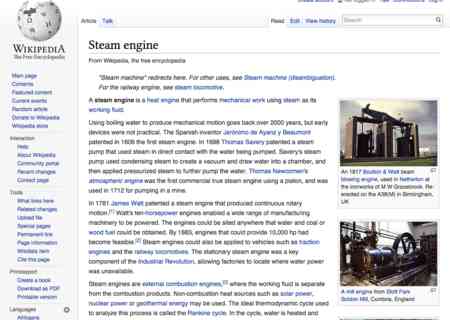 WIKIPEDIA
The Free Encyclopedia
Main page
Contents
Featured content
Current events
Random article
Donate to Wikipedia
Wikipedia store
Interaction
Help
About Wikipedia
Community portal
Recent changes
Contact page
Tools
What links here
Related changes
Upload file
Special pages
Permanent link
Page information
Wikidata item
Cite this page
Print/export
Create a book
Download as PDF
Printable version
Languages
Afrikaans
Article Talk
Read Edit View history
Search
Steam engine
From Wikipedia, the free encyclopedia
"Steam machine" redirects here. For other uses, see Steam machine (disambiguation).
For the railway engine, see steam locomotive.
A steam engine is a heat engine that performs mechanical work using steam as its
working fluid.
Using boiling water to produce mechanical motion goes back over 2000 years, but early
devices were not practical. The Spanish inventor Jerónimo de Ayanz y Beaumont
patented in 1606 the first steam engine. In 1698 Thomas Savery patented a steam
pump that used steam in direct contact with the water being pumped. Savery's steam
pump used condensing steam to create a vacuum and draw water into a chamber, and
then applied pressurized steam to further pump the water. Thomas Newcomen's
atmospheric engine was the first commercial true steam engine using a piston, and was
used in 1712 for pumping in a mine.
In 1781 James Watt patented a steam engine that produced continuous rotary
motion.[1] Watt's ten-horsepower engines enabled a wide range of manufacturing
machinery to be powered. The engines could be sited anywhere that water and coal or
wood fuel could be obtained. By 1883, engines that could provide 10,000 hp had
become feasible.[2] Steam engines could also be applied to vehicles such as traction
engines and the railway locomotives. The stationary steam engine was a key
component of the Industrial Revolution, allowing factories to locate where water power
was unavailable.
Steam engines are external combustion engines, where the working fluid is separate
from the combustion products. Non-combustion heat sources such as solar power,
nuclear power or geothermal energy may be used. The ideal thermodynamic cycle used
to analyze this process is called the Rankine cycle. In the cycle, water is heated and
An 1817 Boulton & Watt beam
blowing engine, used in Netherton at
the ironworks of M W Grazebrook. Re-
erected on the A38(M) in Birmingham,
UK
A mill engine from Stott Park
Bobbin Mill, Cumbria, England